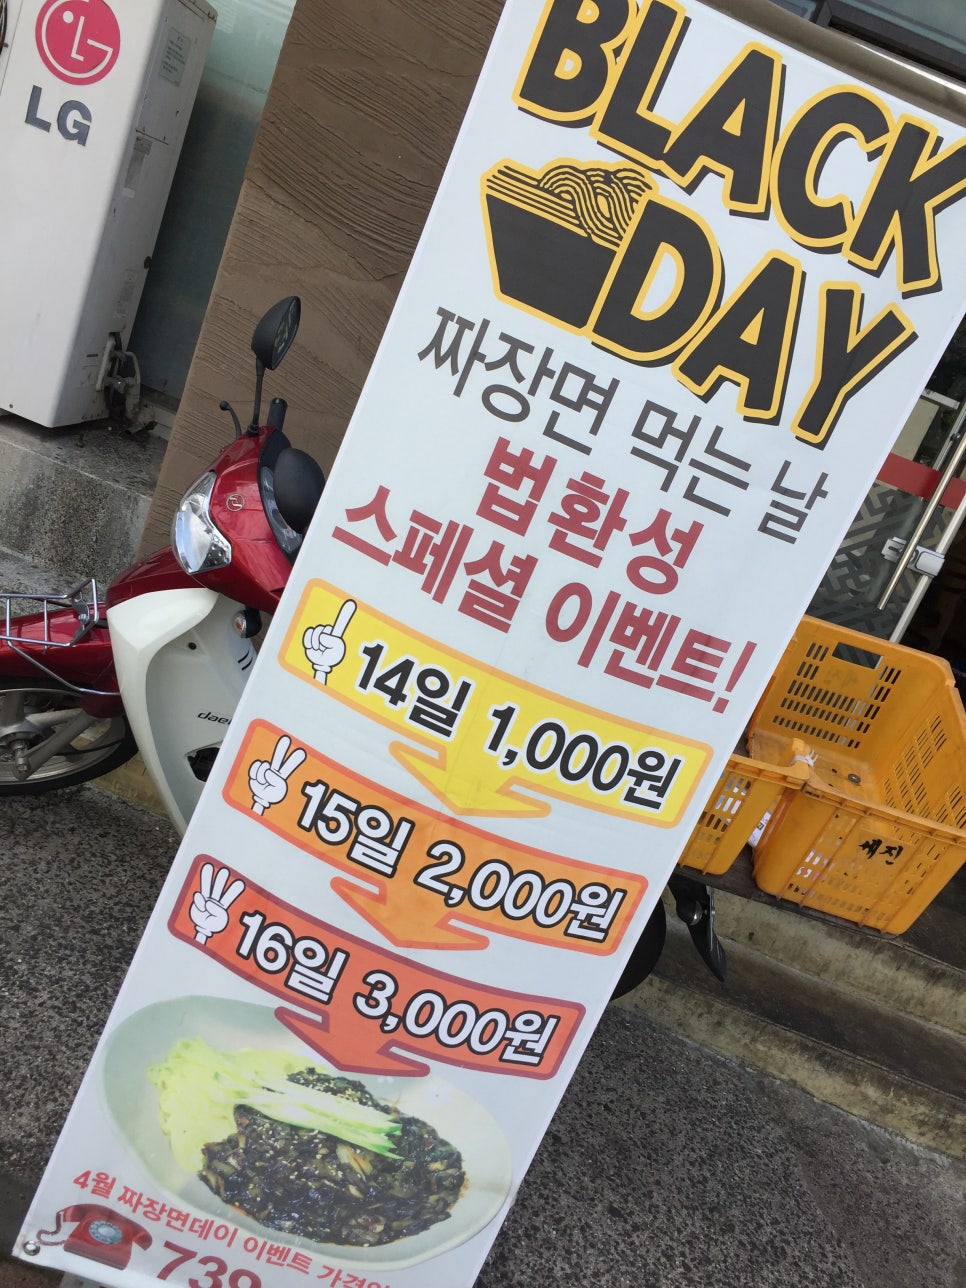 LG
BLACK
DAY
짜장면 먹는 날
법환성
스페셜 이벤트!
14일 1,000원
15일 2,000원
16일 3,000원
4월 짜장면데이 이벤트
739